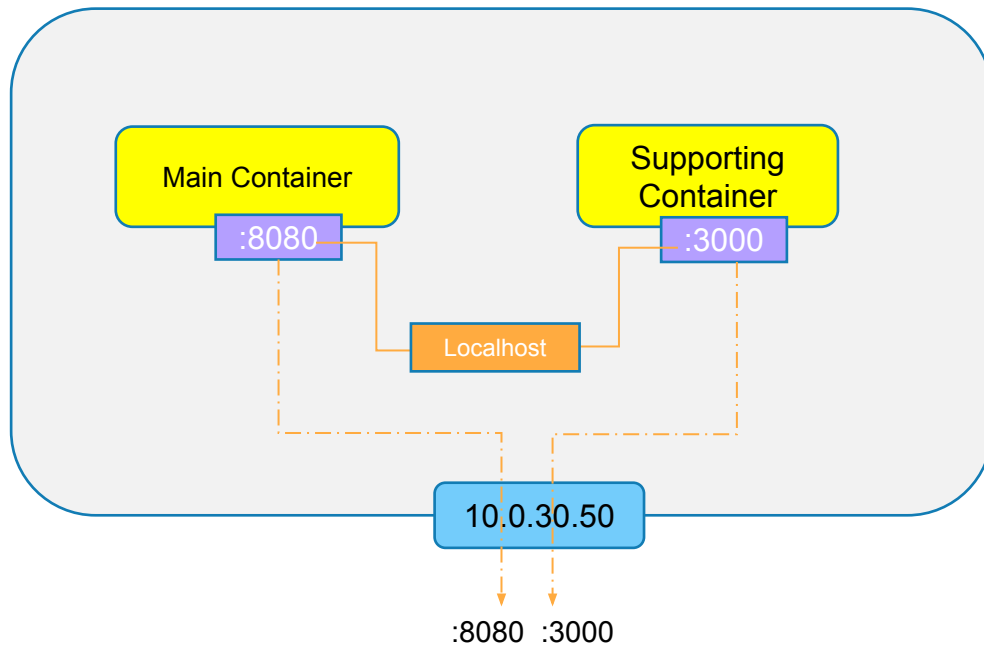 Main Container
Supporting
Container
:8080
:3000
Localhost
10.0.30.50
:8080 :3000